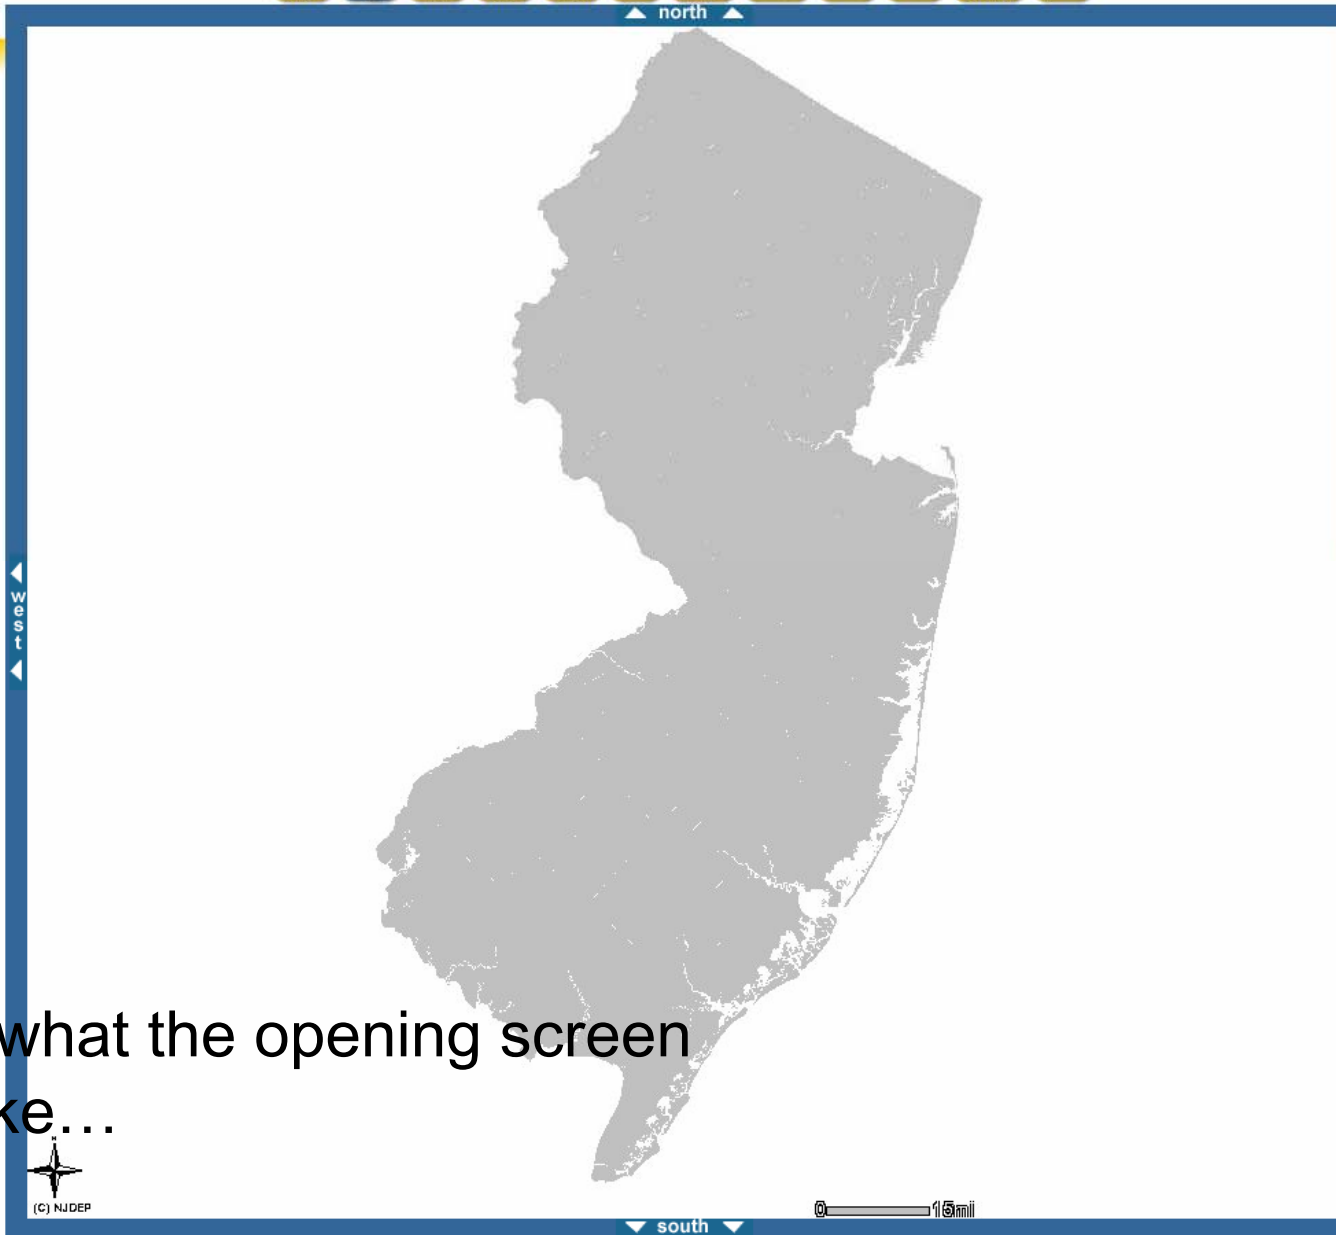 north
west
what the opening screen
ke…
N
(C) NJDEP
0 15mi
south